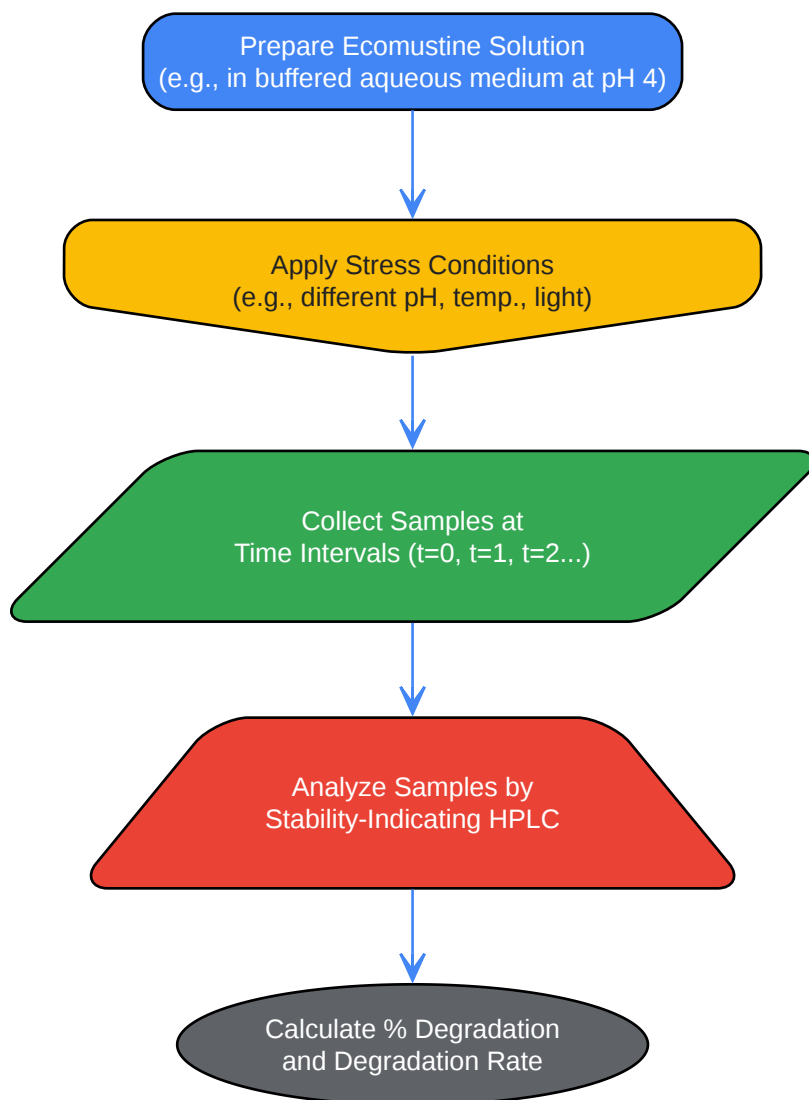 Prepare Ecomustine Solution
(e.g., in buffered aqueous medium at pH 4)
Apply Stress Conditions
(e.g., different pH, temp., light)
Collect Samples at
Time Intervals (t=0, t=1, t=2...)
Analyze Samples by
Stability-Indicating HPLC
Calculate % Degradation
and Degradation Rate